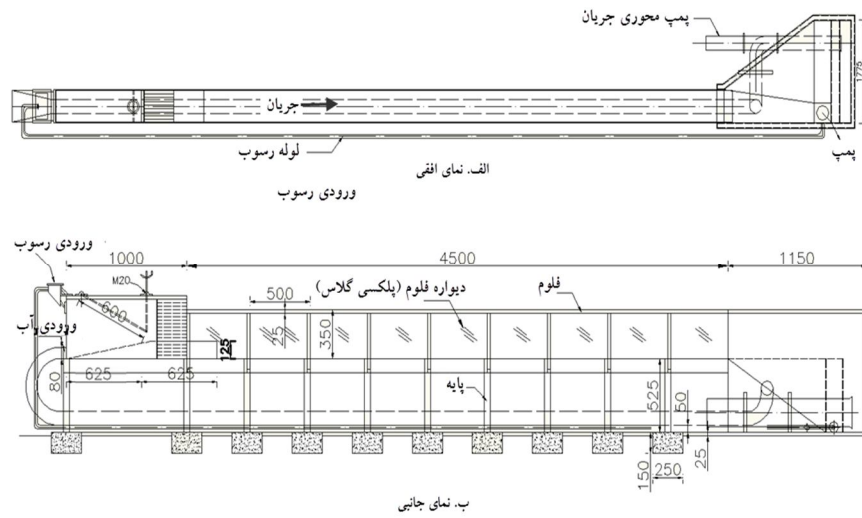 پمپ محوری جریان
1775
جریان
لوله رسوب
پمپ
الف. نمای افقی
ورودی رسوب
ورودی رسوب
1000
4500
1150
M20
600
500
دیواره فلوم (پلکسی گلاس)
فلوم
25
350
ورودی آب
125
80
625
625
پایه
525
50
25
150
250
ب. نمای جانبی